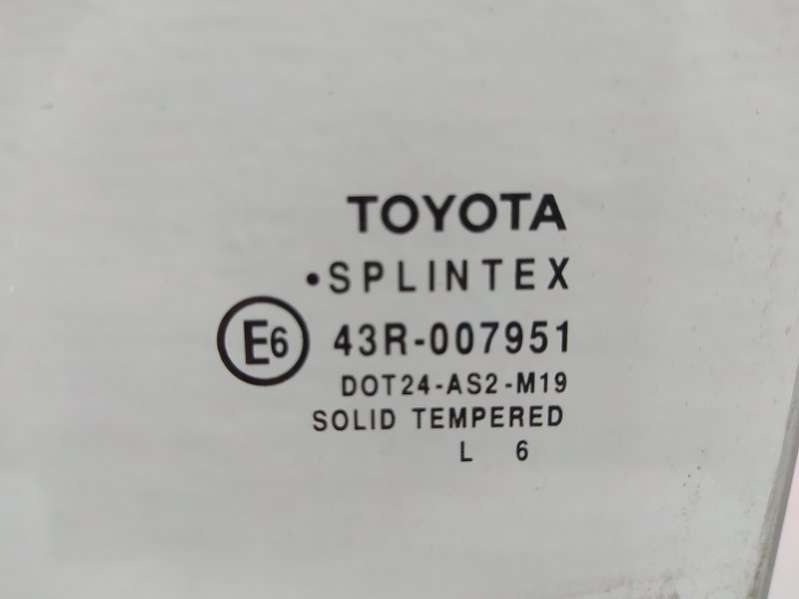 TOYOTA
•SPLINTEX
E6 43R-007951
DOT24-AS2-M19
SOLID TEMPERED
L 6